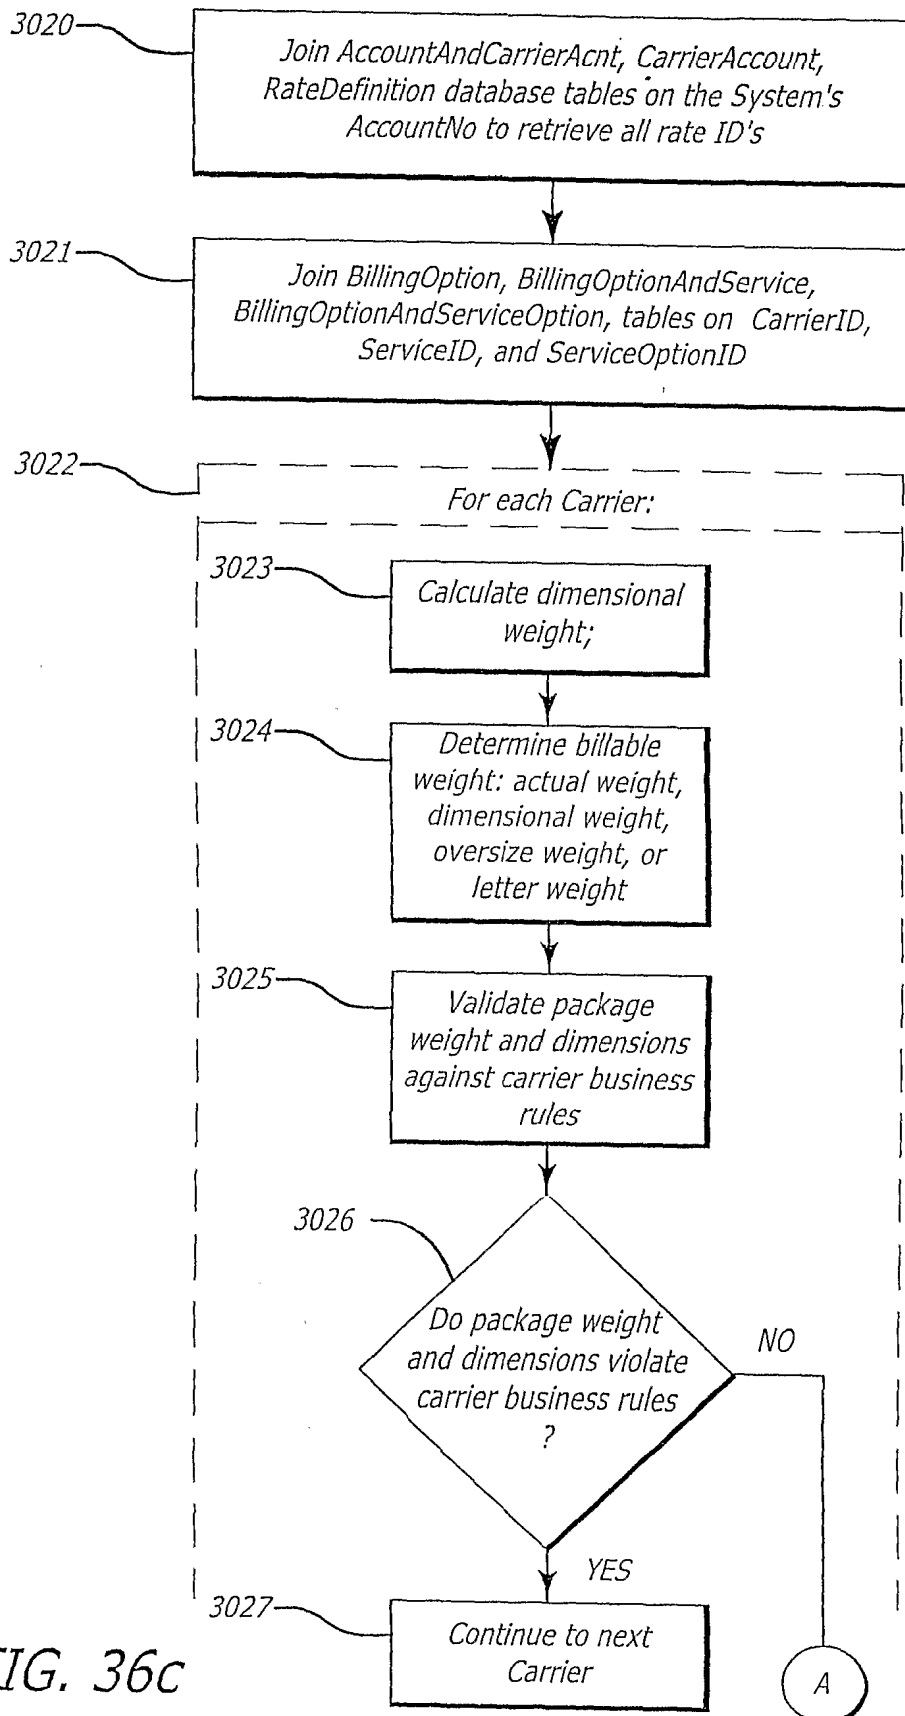 3020
Join AccountAndCarrierAcnt, CarrierAccount,
RateDefinition database tables on the System's
AccountNo to retrieve all rate ID's
3021
Join BillingOption, BillingOptionAndService,
BillingOptionAndServiceOption, tables on CarrierID,
ServiceID, and ServiceOptionID
3022
For each Carrier:
3023
Calculate dimensional
weight;
3024
Determine billable
weight: actual weight,
dimensional weight,
oversize weight, or
letter weight
3025
Validate package
weight and dimensions
against carrier business
rules
3026
Do package weight
and dimensions violate
carrier business rules
?
NO
YES
3027
Continue to next
Carrier
A
IG. 36c